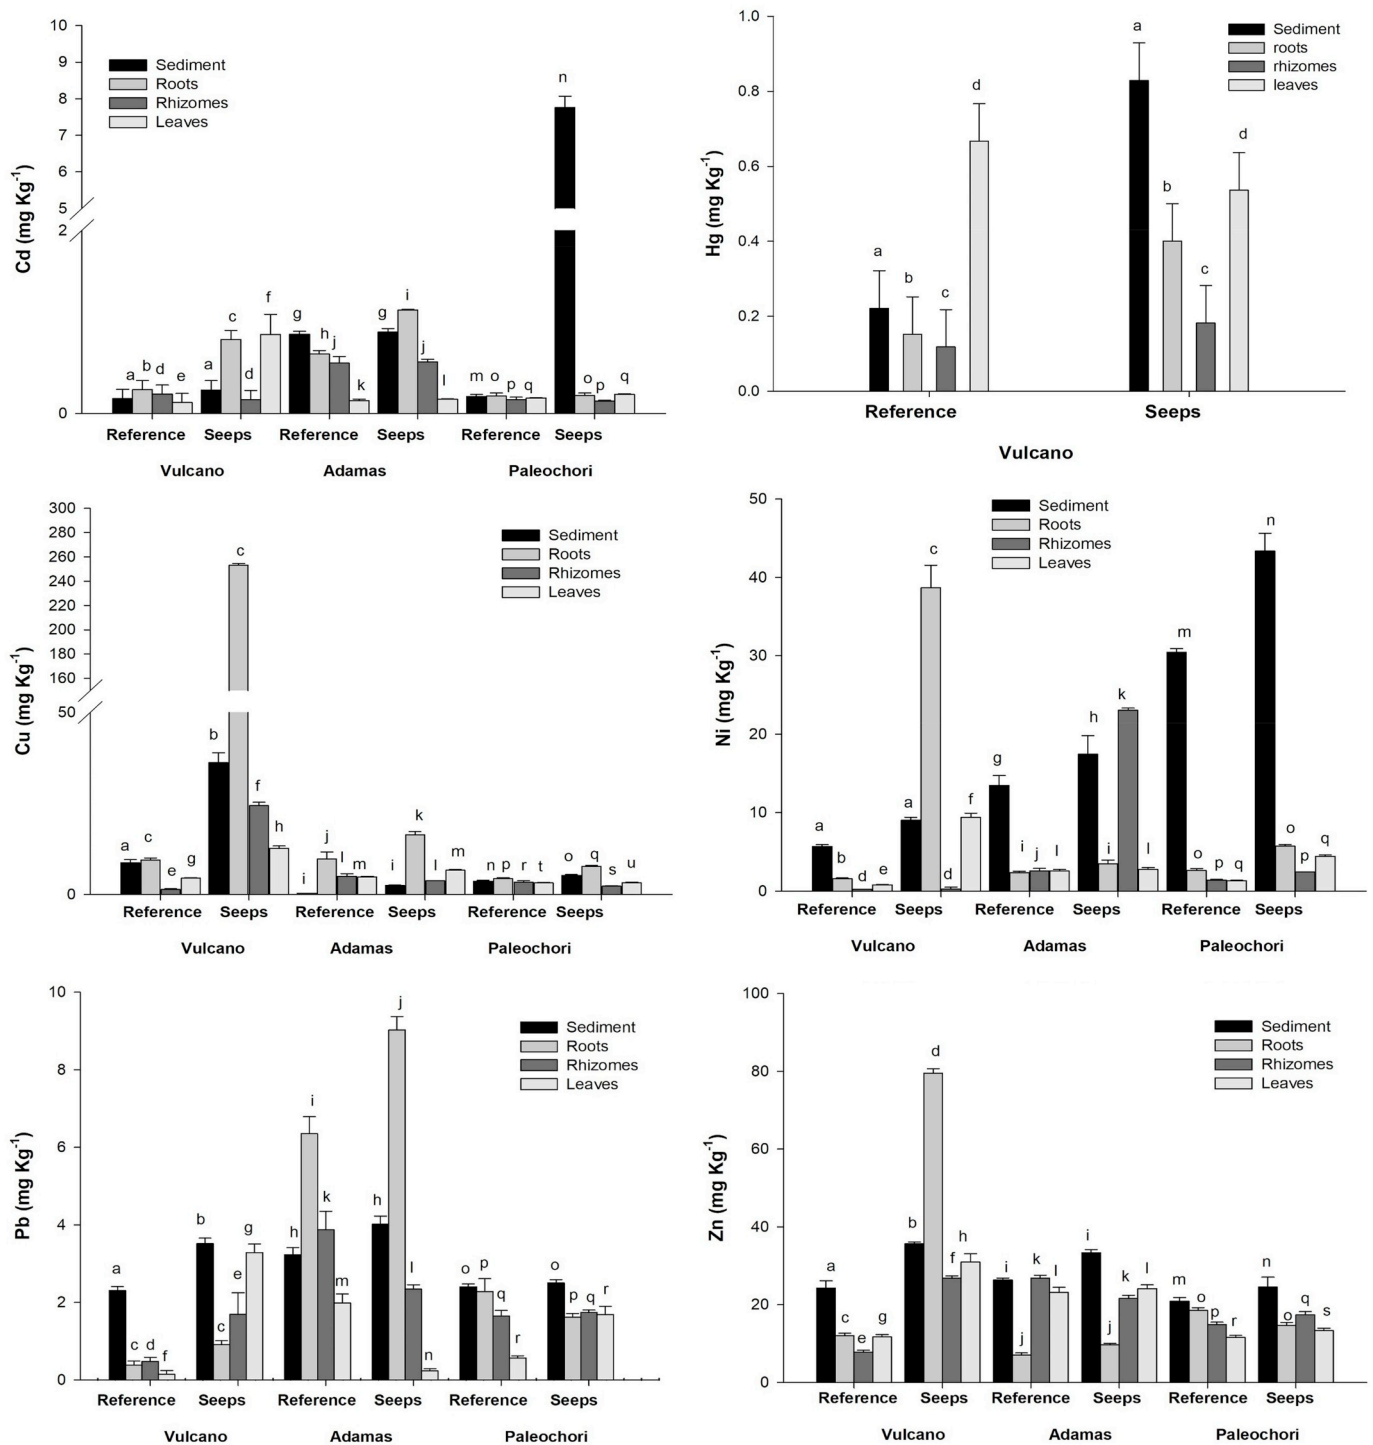 Cd (mg Kg-1)
10
9
8
7
6
5
2
0
Sediment
Roots
Rhizomes
Leaves
a b d e
a c d f
g h j k
g i j l
m o p q
n o p q
Reference Seeps Reference Seeps Reference Seeps
Vulcano Adamas Paleochori
Hg (mg Kg-1)
1.0
0.8
0.6
0.4
0.2
0.0
Sediment
roots
rhizomes
leaves
a b c d
a b c d
Reference Seeps
Vulcano
Cu (mg Kg-1)
300
280
260
240
220
200
180
160
50
0
Sediment
Roots
Rhizomes
Leaves
a c e g
b c f h
i j l m
i k l m
n p r t
o q s u
Reference Seeps Reference Seeps Reference Seeps
Vulcano Adamas Paleochori
Ni (mg Kg-1)
50
40
30
20
10
0
Sediment
Roots
Rhizomes
Leaves
a b d e
a c d f
g i j l
h i k l
m o p q
n o p q
Reference Seeps Reference Seeps Reference Seeps
Vulcano Adamas Paleochori
Pb (mg Kg-1)
10
8
6
4
2
0
Sediment
Roots
Rhizomes
Leaves
a c d f
b c e g
h i k m
h j l n
o p q r
o p q r
Reference Seeps Reference Seeps Reference Seeps
Vulcano Adamas Paleochori
Zn (mg Kg-1)
100
80
60
40
20
0
Sediment
Roots
Rhizomes
Leaves
a c e g
b d f h
i j k l
i j k l
m o p r
n o q s
Reference Seeps Reference Seeps Reference Seeps
Vulcano Adamas Paleochori